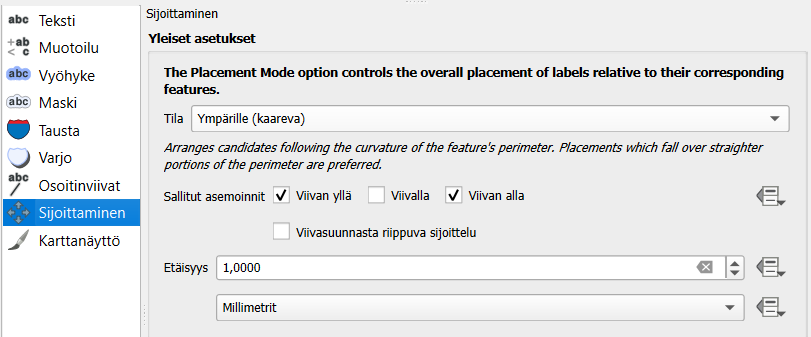 abc Teksti
+ab < c Muotoilu
abc Vyöhyke
abc Maski
Tausta
Varjo
abc Osoitinviivat
Sijoittaminen
Karttanäyttö
Sijoittaminen
Yleiset asetukset
The Placement Mode option controls the overall placement of labels relative to their corresponding
features.
Tila Ympärille (kaareva)
Arranges candidates following the curvature of the feature's perimeter. Placements which fall over straighter
portions of the perimeter are preferred.
Sallitut asemoinnit Viivan yllä Viivalla Viivan alla
Viivasuunnasta riippuva sijoittelu
Etäisyys 1,0000
Millimetrit